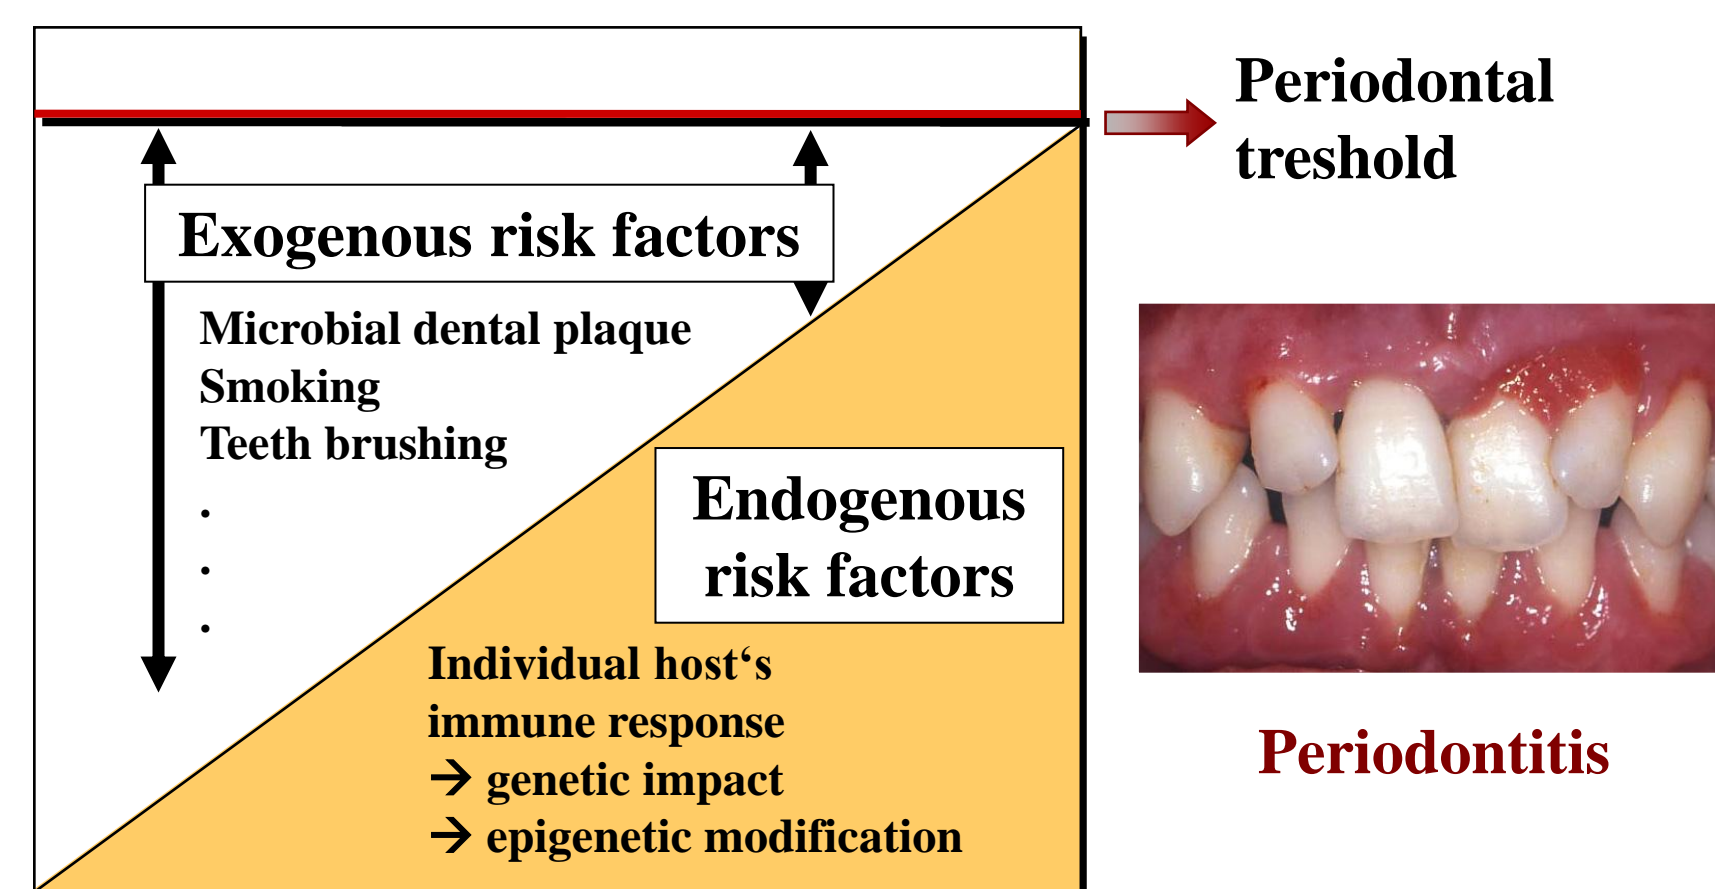 Periodontal
treshold
Exogenous risk factors
Microbial dental plaque
Smoking
Teeth brushing
.
.
.
Endogenous
risk factors
Individual host‘s
immune response
→ genetic impact
→ epigenetic modification
Periodontitis